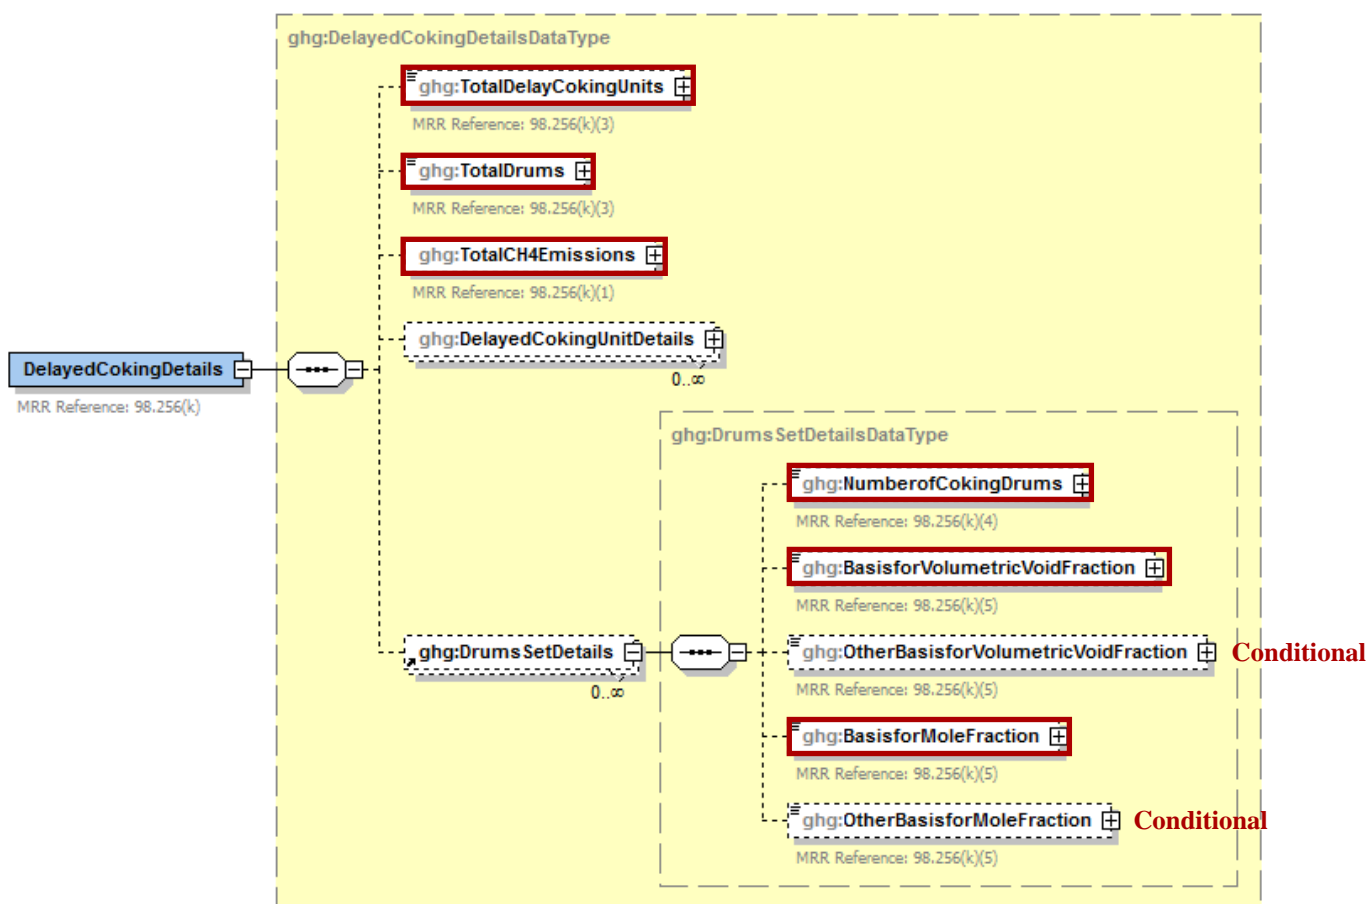 ghg:DelayedCokingDetailsDataType
ghg:TotalDelayCokingUnits
MRR Reference: 98.256(k)(3)
ghg:TotalDrums
MRR Reference: 98.256(k)(3)
ghg:TotalCH4Emissions
MRR Reference: 98.256(k)(1)
ghg:DelayedCokingUnitDetails
0..∞
DelayedCokingDetails
MRR Reference: 98.256(k)
ghg:DrumsSetDetailsDataType
ghg:NumberofCokingDrums
MRR Reference: 98.256(k)(4)
ghg:BasisforVolumetricVoidFraction
MRR Reference: 98.256(k)(5)
ghg:DrumsSetDetails
0..∞
ghg:OtherBasisforVolumetricVoidFraction Conditional
MRR Reference: 98.256(k)(5)
ghg:BasisforMoleFraction
MRR Reference: 98.256(k)(5)
ghg:OtherBasisforMoleFraction Conditional
MRR Reference: 98.256(k)(5)